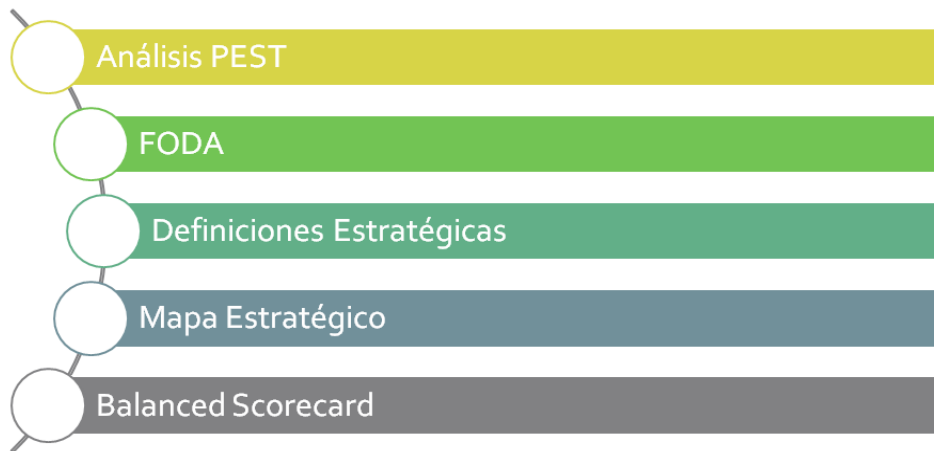 Análisis PEST
FODA
Definiciones Estratégicas
Mapa Estratégico
Balanced Scorecard